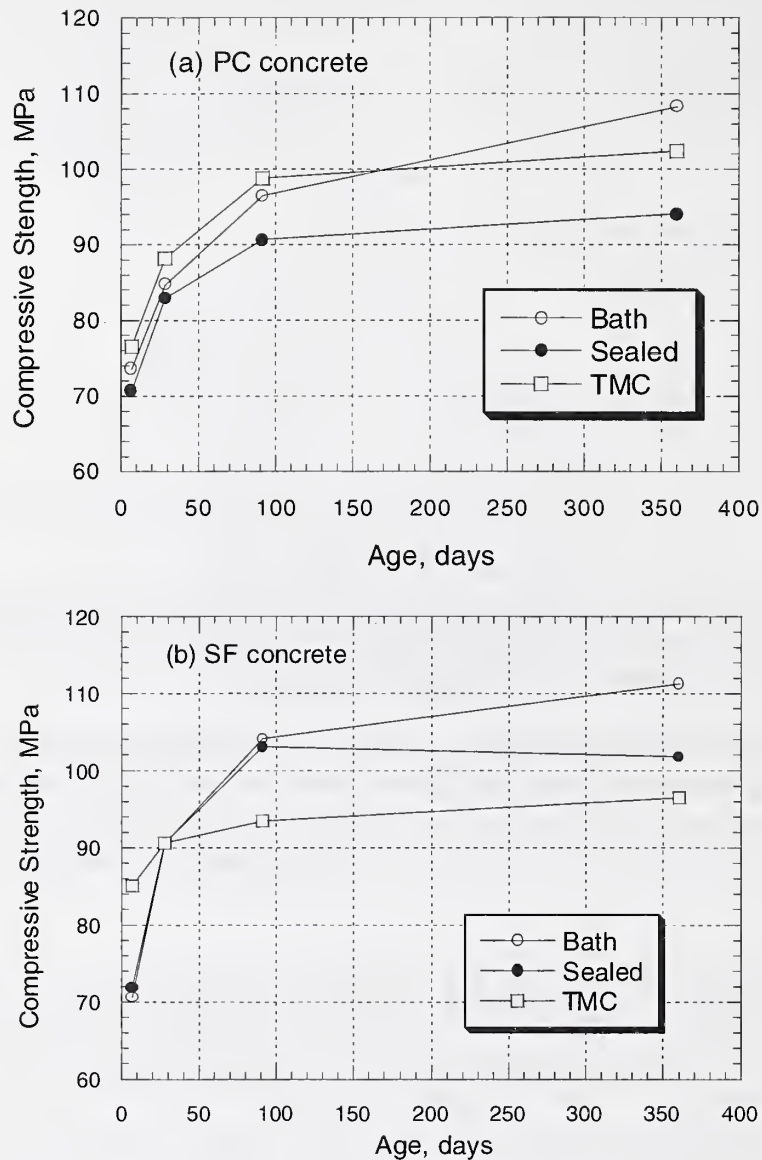 120
(a) PC concrete
110
100
90
80
70
60
Compressive Stength, MPa
Bath
Sealed
TMC
0 50 100 150 200 250 300 350 400
Age, days
120
(b) SF concrete
110
100
90
80
70
60
Compressive Strength, MPa
Bath
Sealed
TMC
0 50 100 150 200 250 300 350 400
Age, days